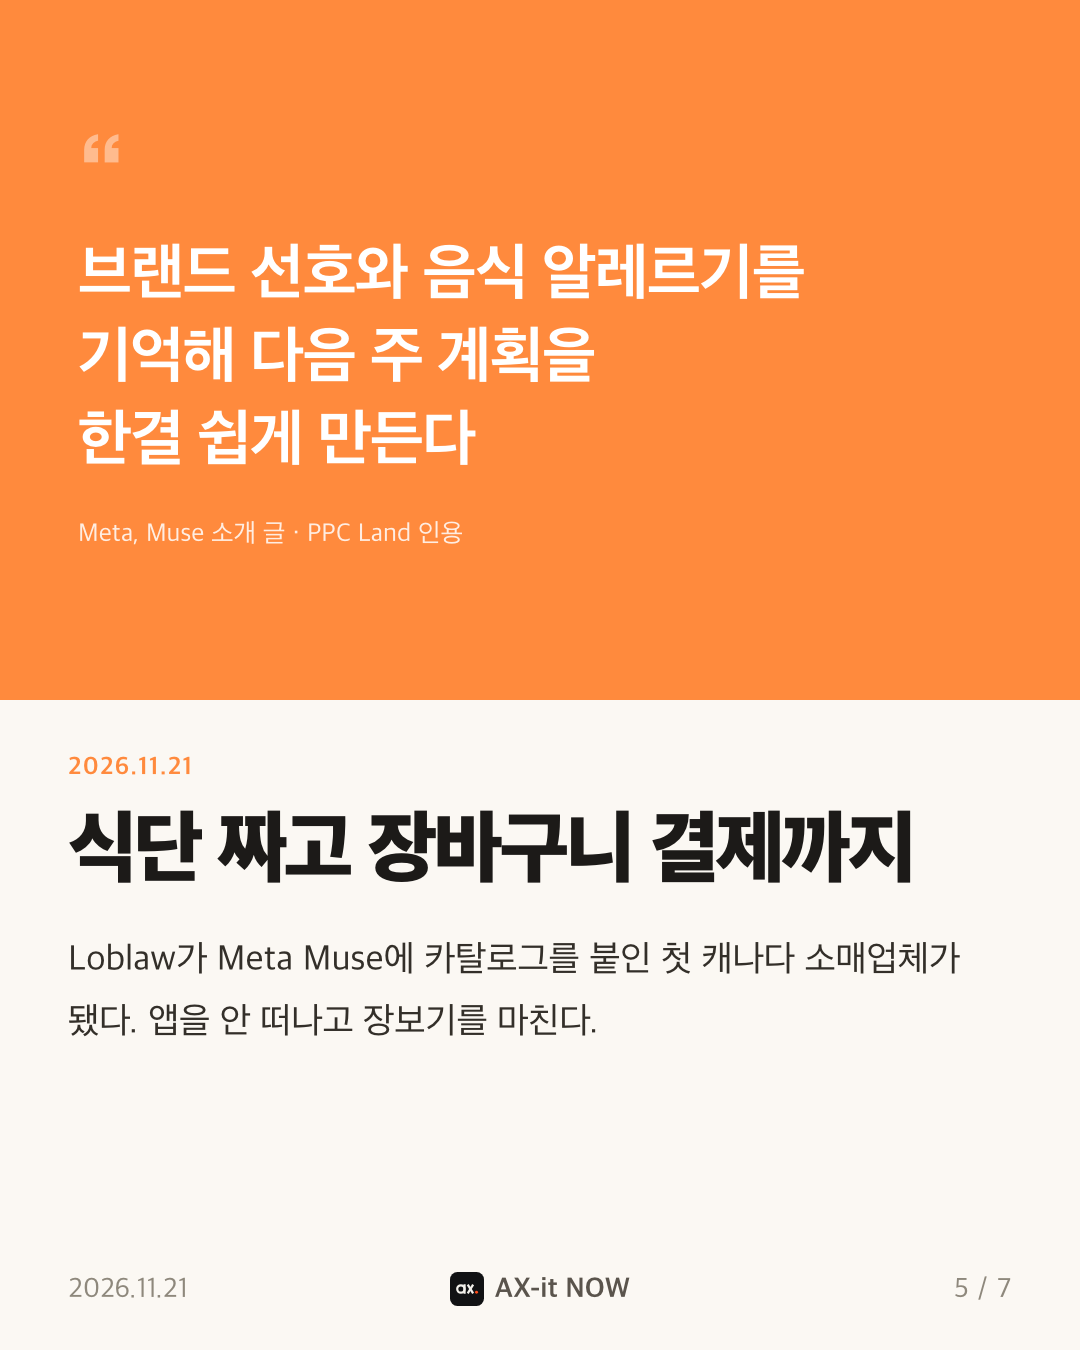 “
브랜드 선호와 음식 알레르기를
기억해 다음 주 계획을
한결 쉽게 만든다
Meta, Muse 소개 글 · PPC Land 인용
2026.11.21
식단 짜고 장바구니 결제까지
Loblaw가 Meta Muse에 카탈로그를 붙인 첫 캐나다 소매업체가
됐다. 앱을 안 떠나고 장보기를 마친다.
2026.11.21
ax. AX-it NOW
5 / 7